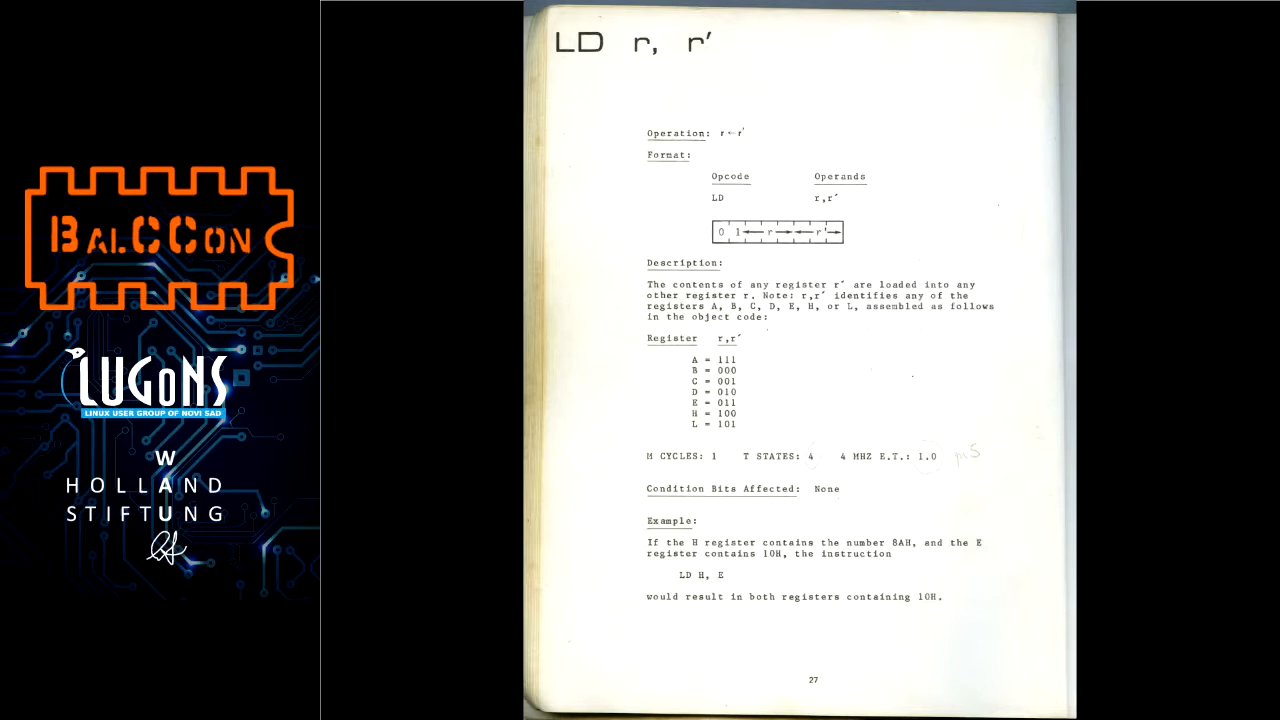 BALCCON
LUGONS
LINUX USER GROUP OF NOVI SAD
W
HOLLAND
STIFTUNG
LD r, r′
Operation: r ← r'
Format:
Opcode Operands
LD r,r′
0 1 ←r→ ←r'→
Description:
The contents of any register r′ are loaded into any
other register r. Note: r,r′ identifies any of the
registers A, B, C, D, E, H, or L, assembled as follows
in the object code:
Register r,r′
A = 111
B = 000
C = 001
D = 010
E = 011
H = 100
L = 101
M CYCLES: 1 T STATES: 4 4 MHZ E.T.: 1.0
Condition Bits Affected: None
Example:
If the H register contains the number 8AH, and the E
register contains 10H, the instruction
LD H, E
would result in both registers containing 10H.
27